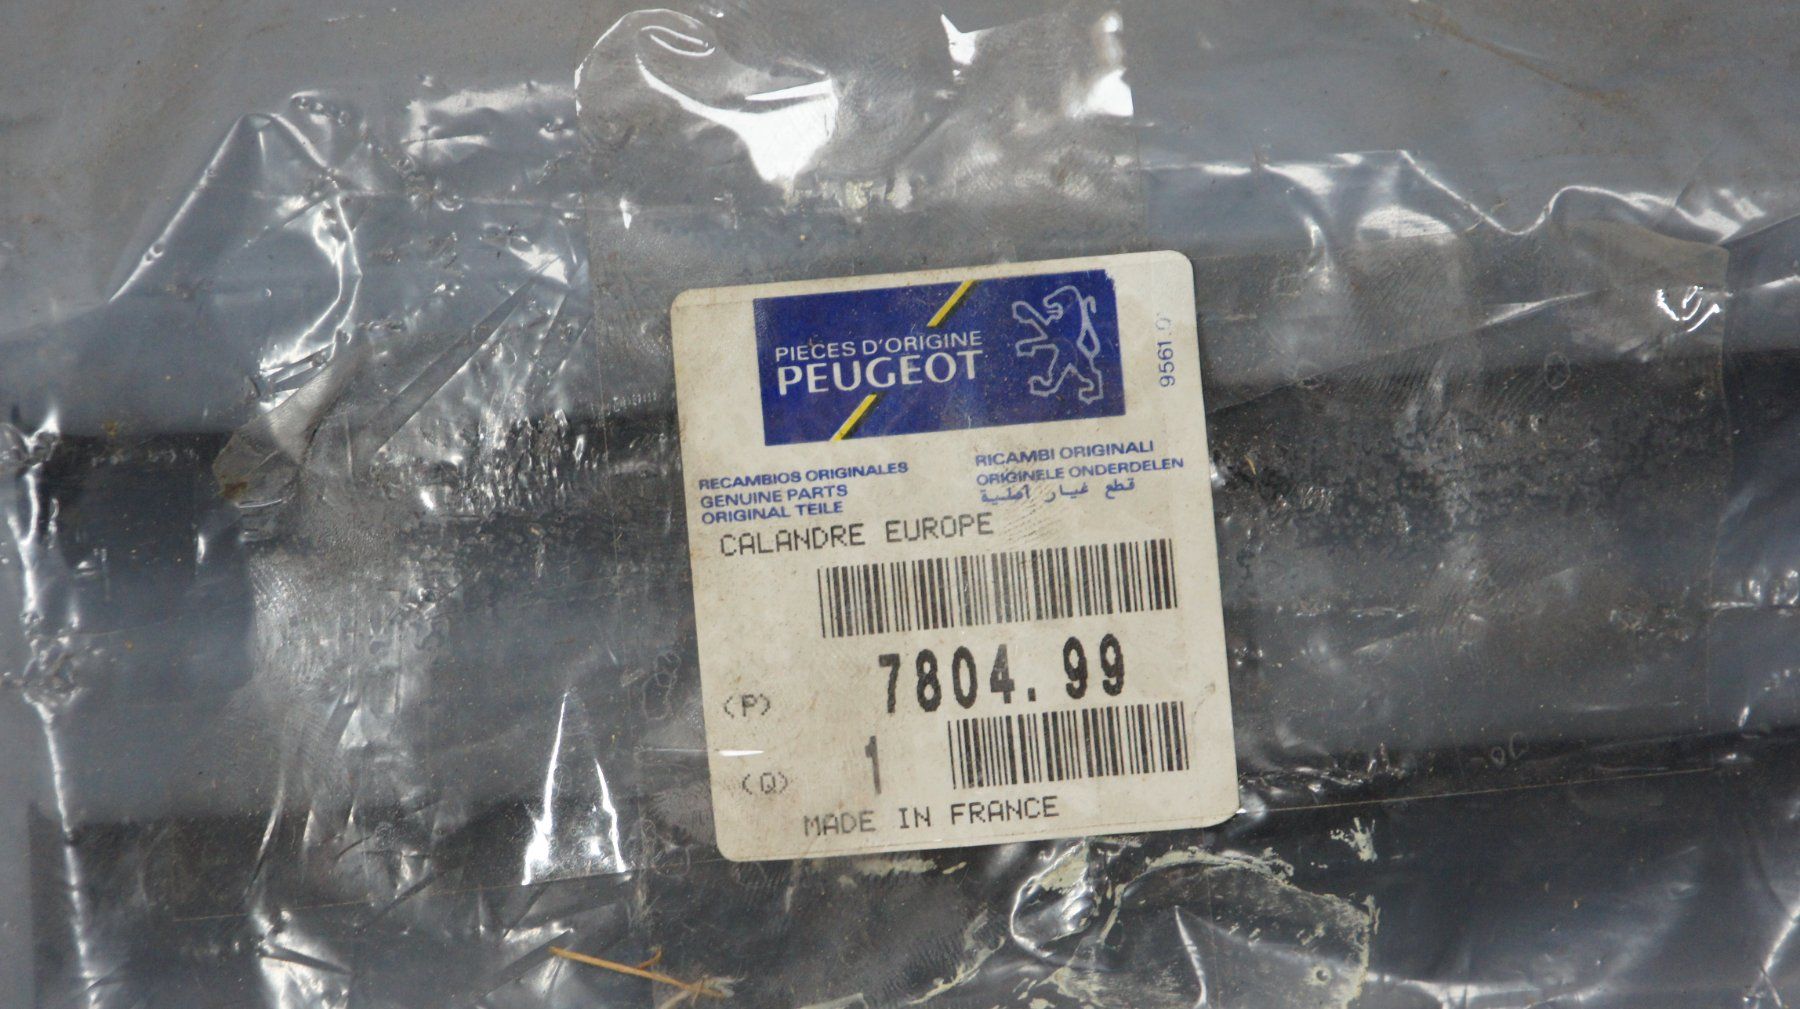 PIECES D'ORIGINE
PEUGEOT
RECAMBIOS ORIGINALES
GENUINE PARTS
ORIGINAL TEILE
RICAMBI ORIGINALI
ORIGINELE ONDERDELEN
قطع غيار أصلية
CALANDRE EUROPE
(P) 7804.99
(Q) 1
MADE IN FRANCE